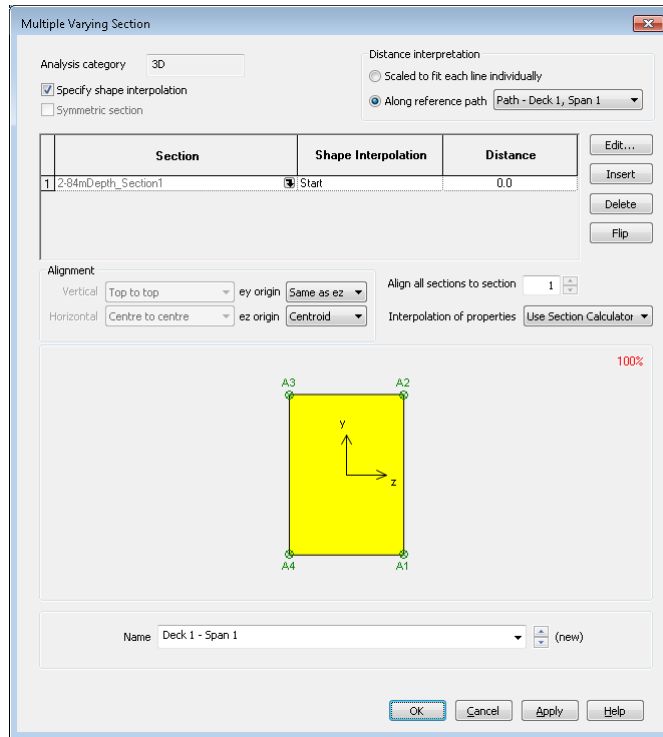 Multiple Varying Section
Analysis category 3D
Specify shape interpolation
Symmetric section
Distance interpretation
Scaled to fit each line individually
Along reference path Path - Deck 1, Span 1
Section Shape Interpolation Distance
1 2-84mDepth_Section1 Start 0.0
Edit...
Insert
Delete
Flip
Alignment
Vertical Top to top ey origin Same as ez
Horizontal Centre to centre ez origin Centroid
Align all sections to section 1
Interpolation of properties Use Section Calculator
100%
A3 A2
y
z
A4 A1
Name Deck 1 - Span 1 (new)
OK Cancel Apply Help